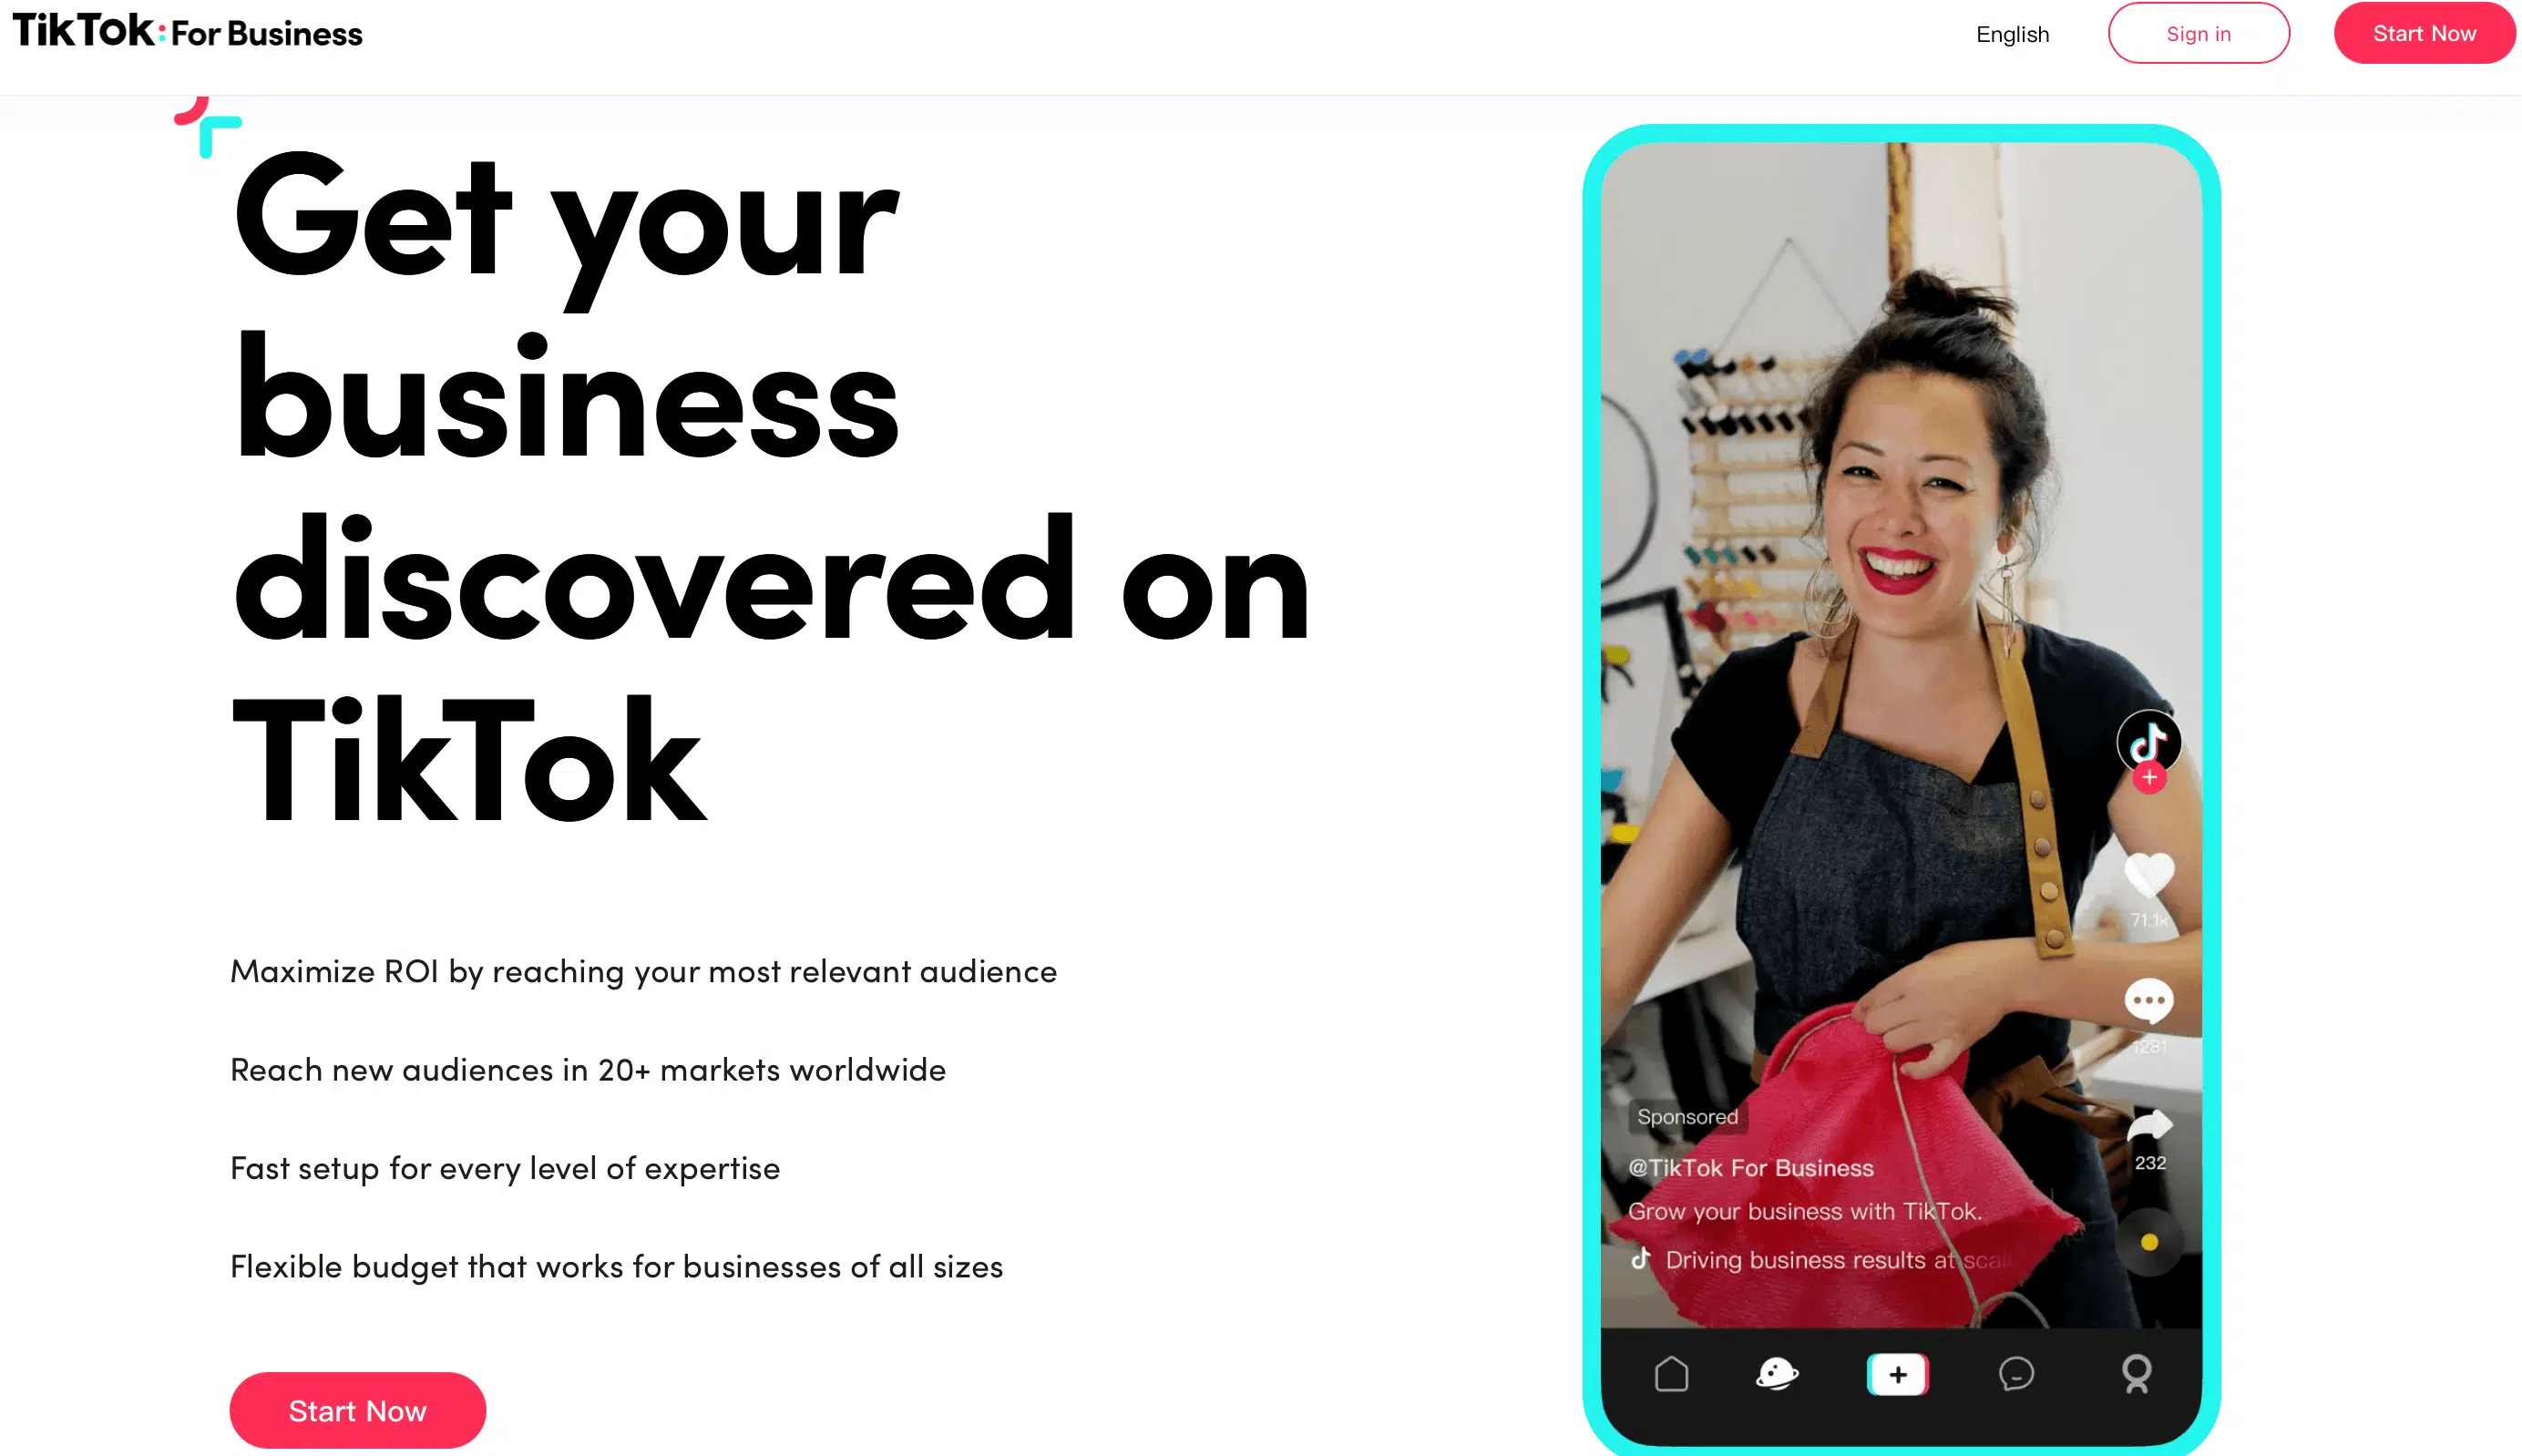 TikTok: For Business
English
Sign in
Start Now
Get your
business
discovered on
TikTok
Maximize ROI by reaching your most relevant audience
Reach new audiences in 20+ markets worldwide
Fast setup for every level of expertise
Flexible budget that works for businesses of all sizes
Start Now
71.1k
1281
232
Sponsored
@TikTok For Business
Grow your business with TikTok.
Driving business results at scal